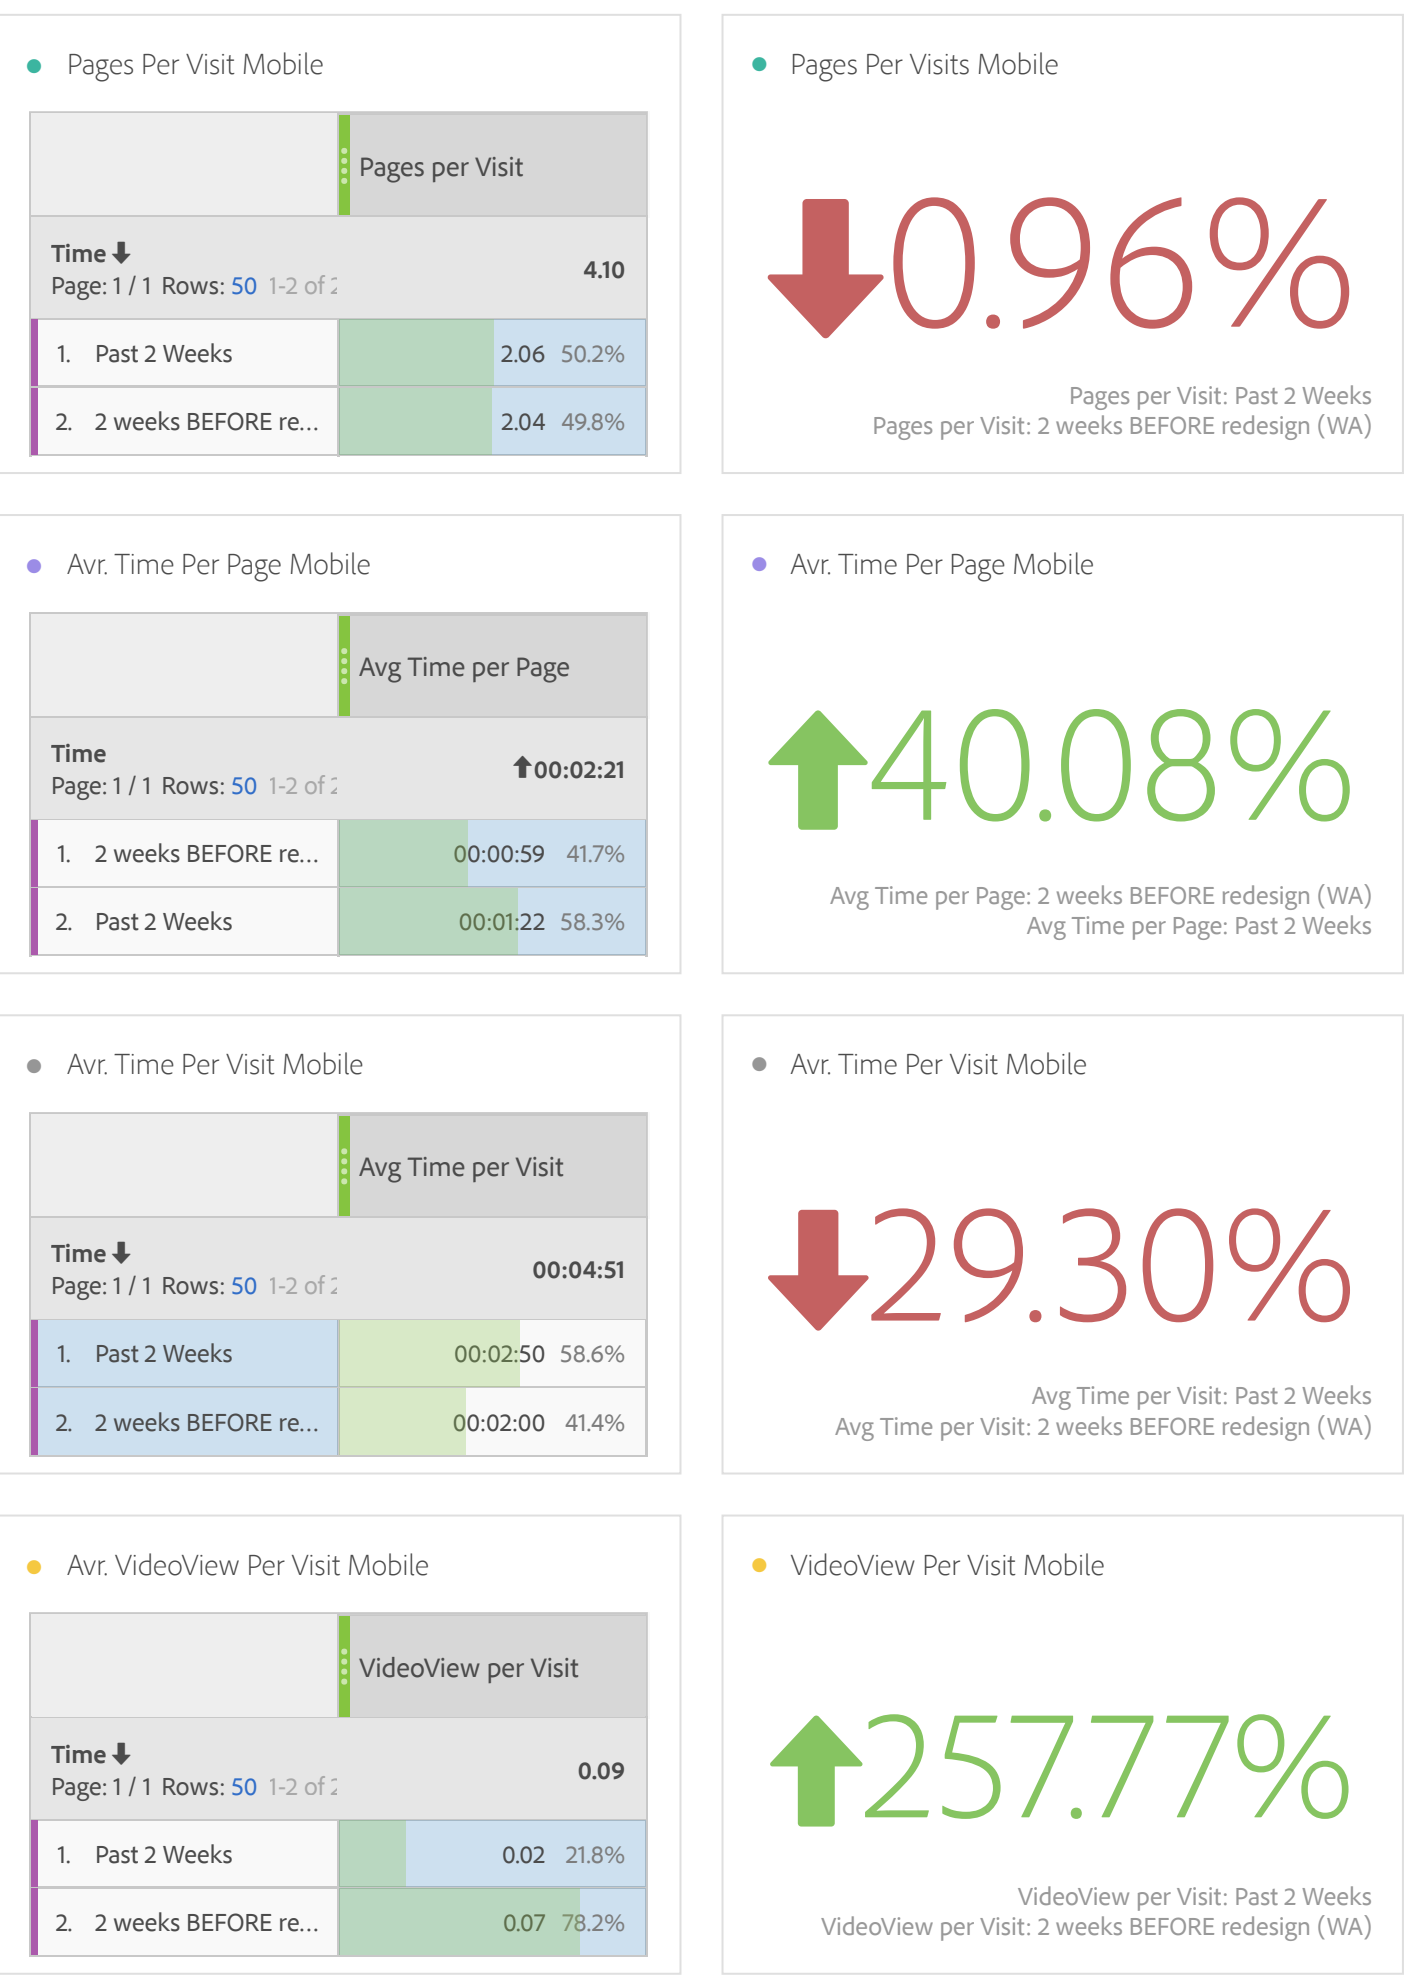 Pages Per Visit Mobile
Pages per Visit
Time
Page: 1 / 1 Rows: 50 1-2 of 2
4.10
1. Past 2 Weeks 2.06 50.2%
2. 2 weeks BEFORE re... 2.04 49.8%
Pages Per Visits Mobile
0.96%
Pages per Visit: Past 2 Weeks
Pages per Visit: 2 weeks BEFORE redesign (WA)
Avr. Time Per Page Mobile
Avg Time per Page
Time
Page: 1 / 1 Rows: 50 1-2 of 2
00:02:21
1. 2 weeks BEFORE re... 00:00:59 41.7%
2. Past 2 Weeks 00:01:22 58.3%
Avr. Time Per Page Mobile
40.08%
Avg Time per Page: 2 weeks BEFORE redesign (WA)
Avg Time per Page: Past 2 Weeks
Avr. Time Per Visit Mobile
Avg Time per Visit
Time
Page: 1 / 1 Rows: 50 1-2 of 2
00:04:51
1. Past 2 Weeks 00:02:50 58.6%
2. 2 weeks BEFORE re... 00:02:00 41.4%
Avr. Time Per Visit Mobile
29.30%
Avg Time per Visit: Past 2 Weeks
Avg Time per Visit: 2 weeks BEFORE redesign (WA)
Avr. VideoView Per Visit Mobile
VideoView per Visit
Time
Page: 1 / 1 Rows: 50 1-2 of 2
0.09
1. Past 2 Weeks 0.02 21.8%
2. 2 weeks BEFORE re... 0.07 78.2%
VideoView Per Visit Mobile
257.77%
VideoView per Visit: Past 2 Weeks
VideoView per Visit: 2 weeks BEFORE redesign (WA)